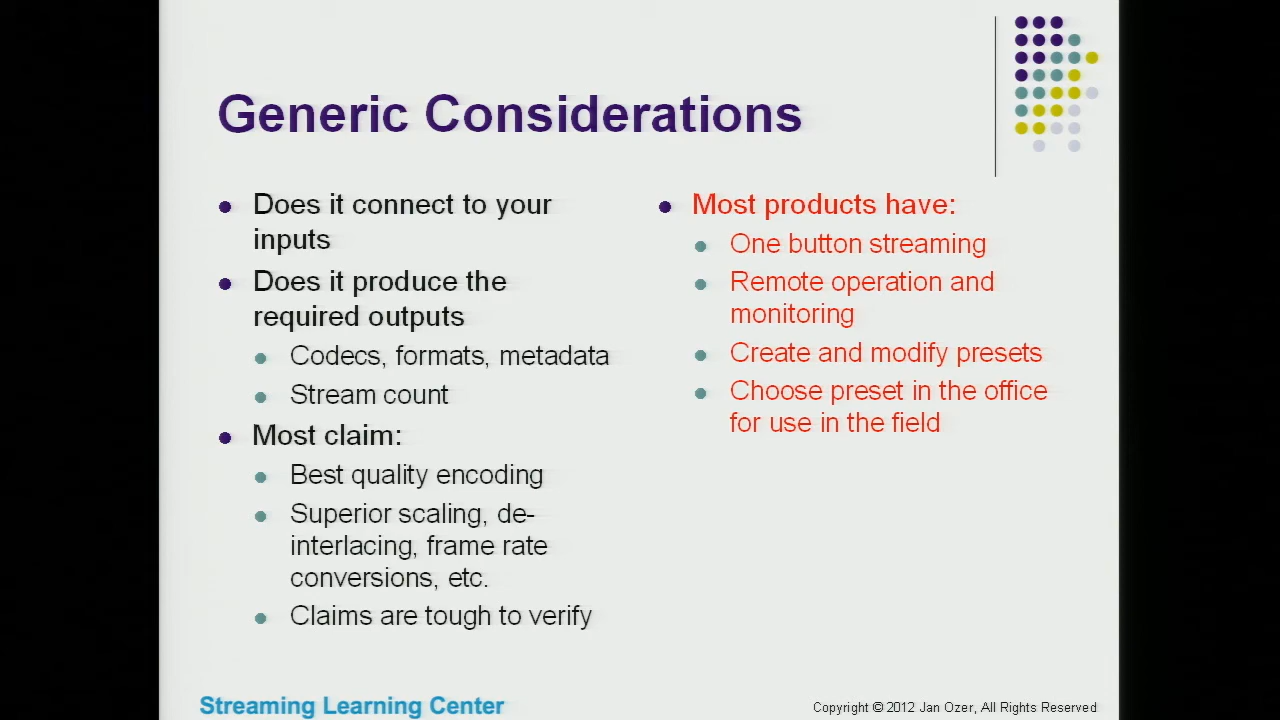 Generic Considerations
Does it connect to your
inputs
Does it produce the
required outputs
Codecs, formats, metadata
Stream count
Most claim:
Best quality encoding
Superior scaling, de-
interlacing, frame rate
conversions, etc.
Claims are tough to verify
Most products have:
One button streaming
Remote operation and
monitoring
Create and modify presets
Choose preset in the office
for use in the field
Streaming Learning Center
Copyright © 2012 Jan Ozer, All Rights Reserved